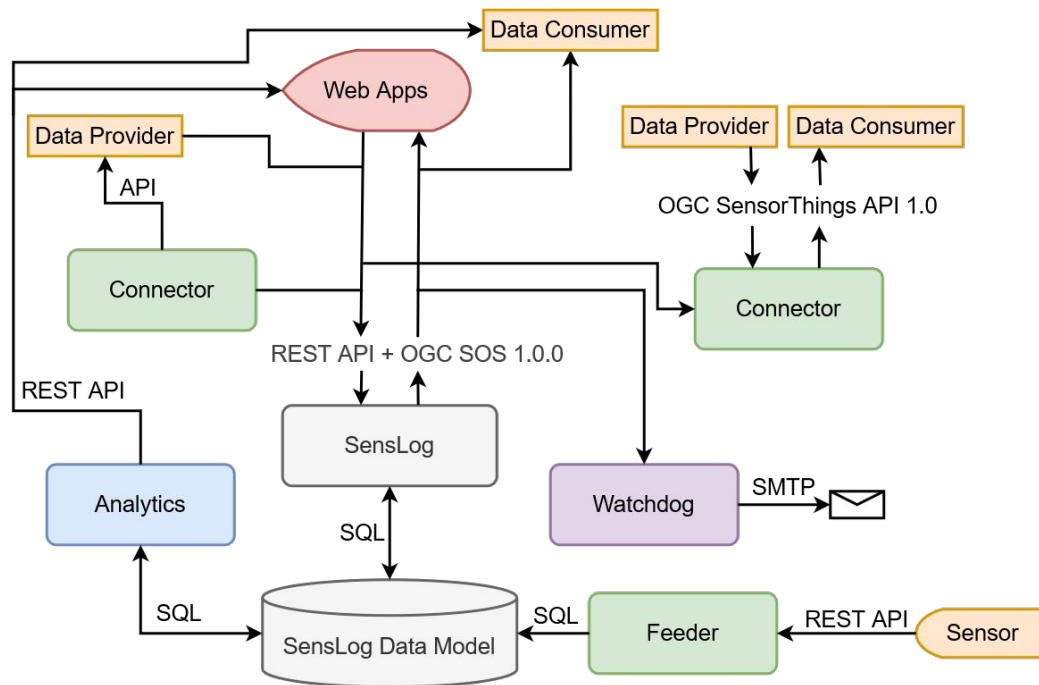 Data Consumer
Web Apps
Data Provider
Data Provider
Data Consumer
API
OGC SensorThings API 1.0
Connector
Connector
REST API + OGC SOS 1.0.0
REST API
SensLog
Analytics
Watchdog
SMTP
SQL
SQL
SQL
REST API
SensLog Data Model
Feeder
Sensor